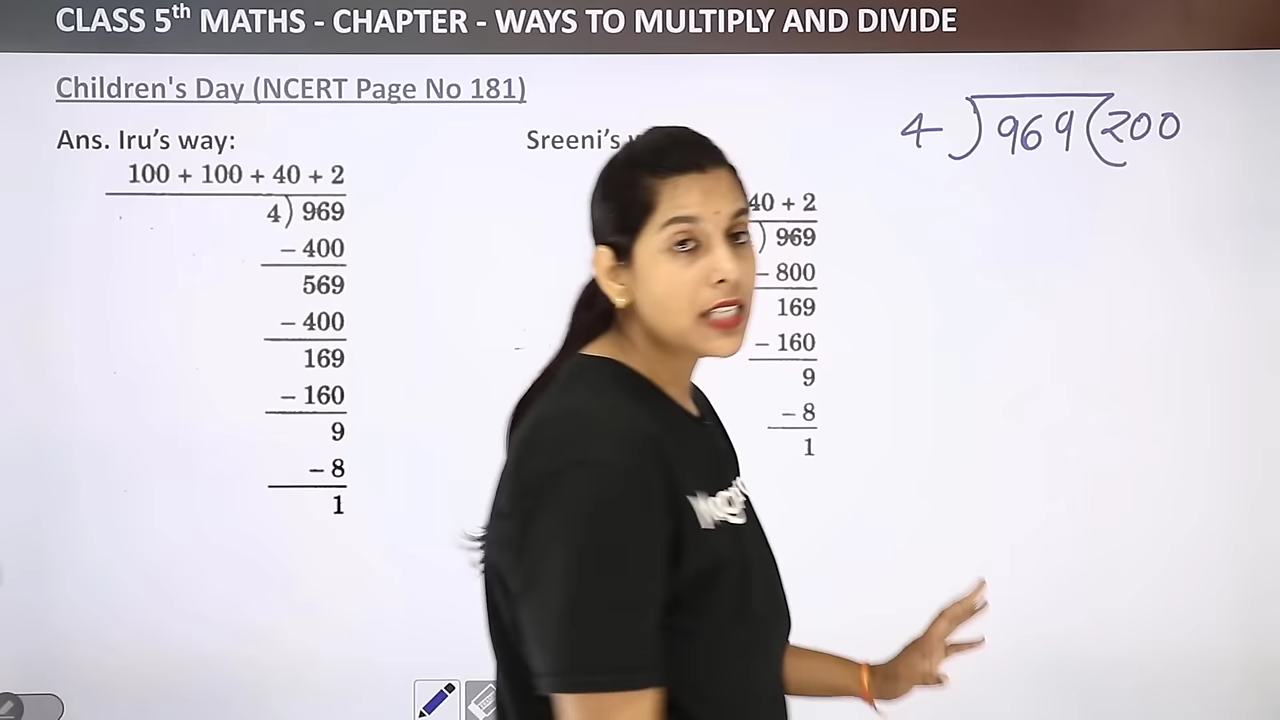 CLASS 5th MATHS - CHAPTER - WAYS TO MULTIPLY AND DIVIDE
Children's Day (NCERT Page No 181)
Ans. Iru's way:
100 + 100 + 40 + 2
4 ) 969
– 400
569
– 400
169
– 160
9
– 8
1
Sreeni's
40 + 2
) 969
– 800
169
– 160
9
– 8
1
4 ) 969 ( 200